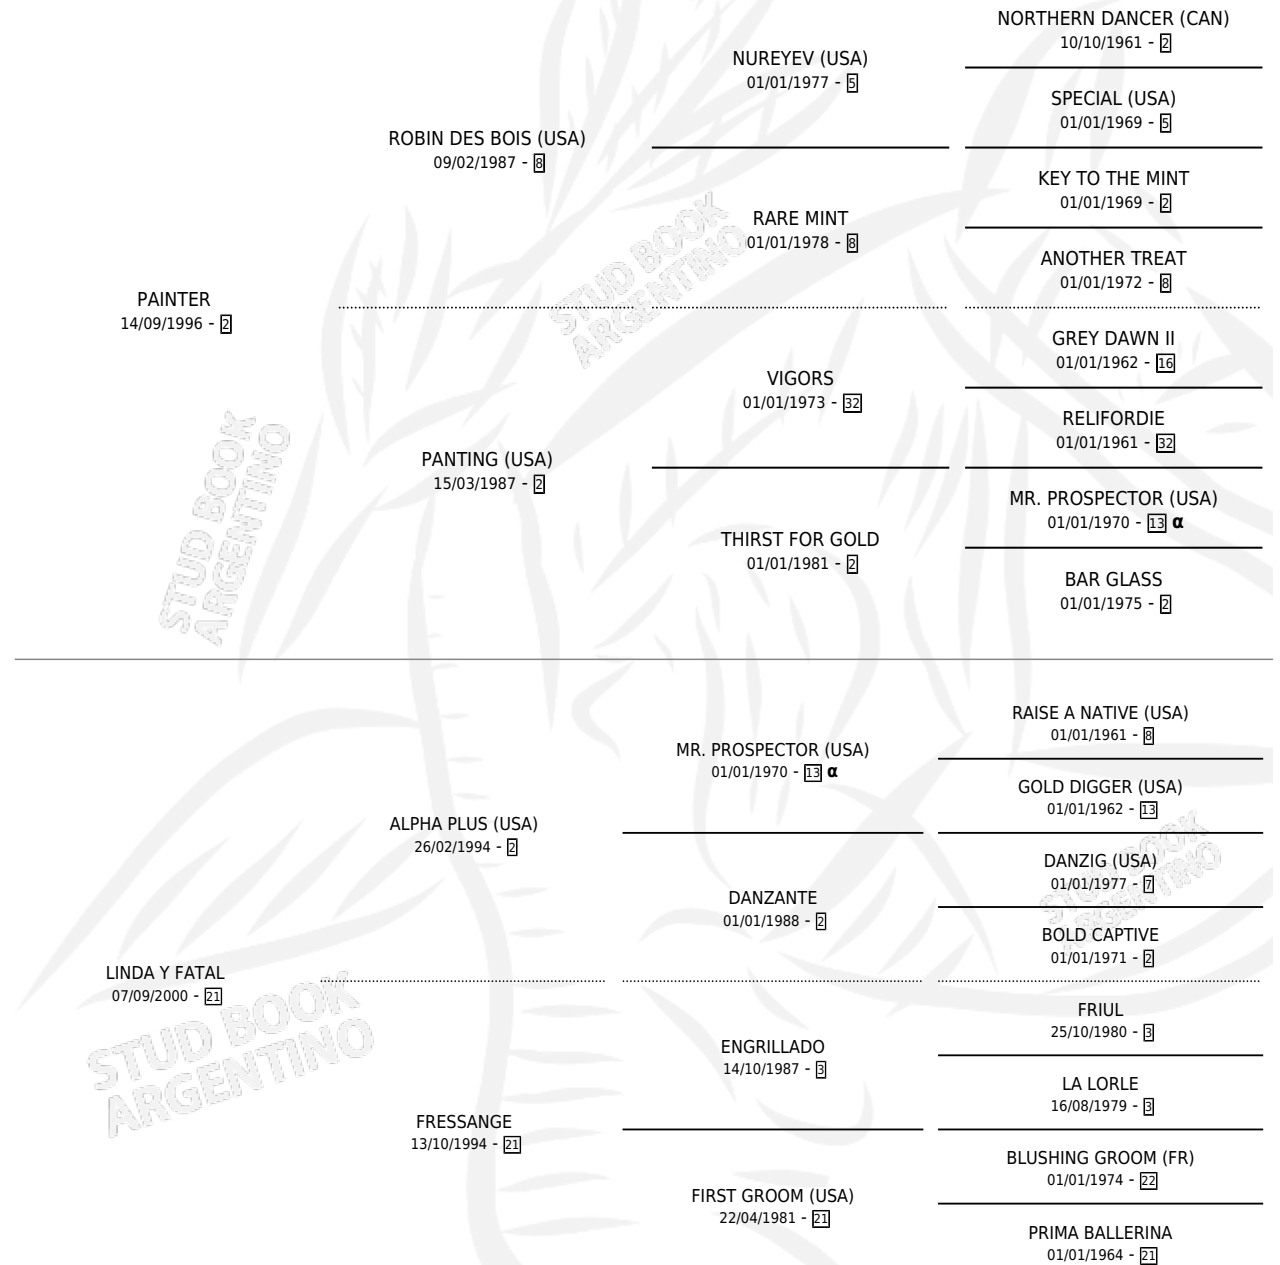 NORTHERN DANCER (CAN)
10/10/1961 - 2
NUREYEV (USA)
01/01/1977 - 5
SPECIAL (USA)
01/01/1969 - 5
ROBIN DES BOIS (USA)
09/02/1987 - 8
KEY TO THE MINT
01/01/1969 - 2
RARE MINT
01/01/1978 - 8
ANOTHER TREAT
01/01/1972 - 8
PAINTER
14/09/1996 - 2
GREY DAWN II
01/01/1962 - 16
VIGORS
01/01/1973 - 32
RELIFORDIE
01/01/1961 - 32
PANTING (USA)
15/03/1987 - 2
MR. PROSPECTOR (USA)
01/01/1970 - 13 α
THIRST FOR GOLD
01/01/1981 - 2
BAR GLASS
01/01/1975 - 2
RAISE A NATIVE (USA)
01/01/1961 - 8
MR. PROSPECTOR (USA)
01/01/1970 - 13 α
GOLD DIGGER (USA)
01/01/1962 - 13
ALPHA PLUS (USA)
26/02/1994 - 2
DANZIG (USA)
01/01/1977 - 7
DANZANTE
01/01/1988 - 2
BOLD CAPTIVE
01/01/1971 - 2
LINDA Y FATAL
07/09/2000 - 21
FRIUL
25/10/1980 - 3
ENGRILLADO
14/10/1987 - 3
LA LORLE
16/08/1979 - 3
FRESSANGE
13/10/1994 - 21
BLUSHING GROOM (FR)
01/01/1974 - 22
FIRST GROOM (USA)
22/04/1981 - 21
PRIMA BALLERINA
01/01/1964 - 21
STUD BOOK
ARGENTINO
STUD BOOK
ARGENTINO
STUD BOOK
ARGENTINO
STUD BOOK
ARGENTINO